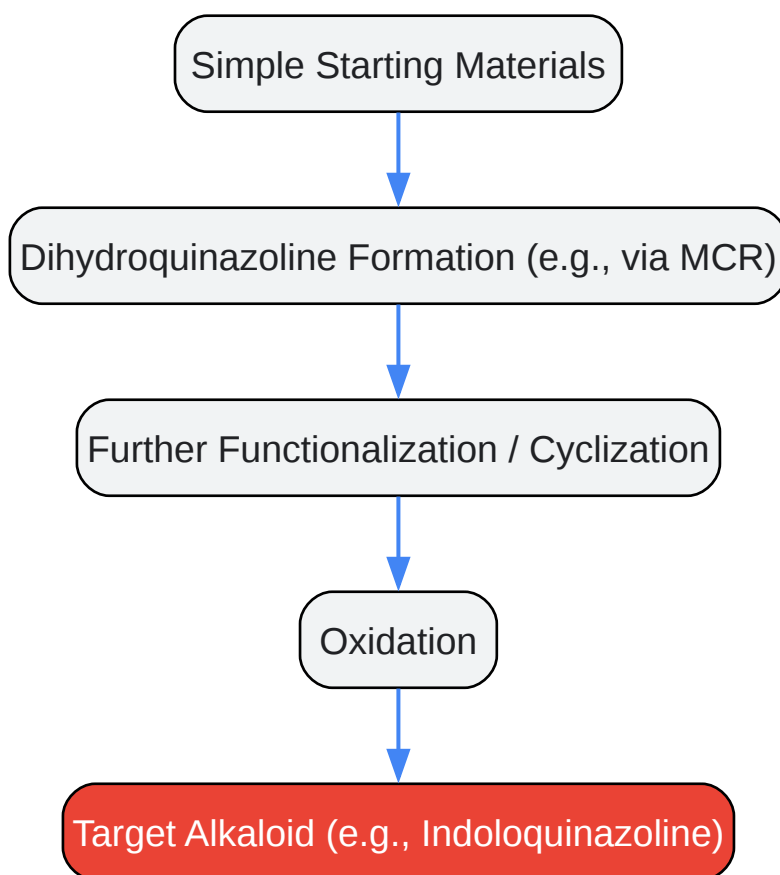 Simple Starting Materials
Dihydroquinazoline Formation (e.g., via MCR)
Further Functionalization / Cyclization
Oxidation
Target Alkaloid (e.g., Indoloquinazoline)